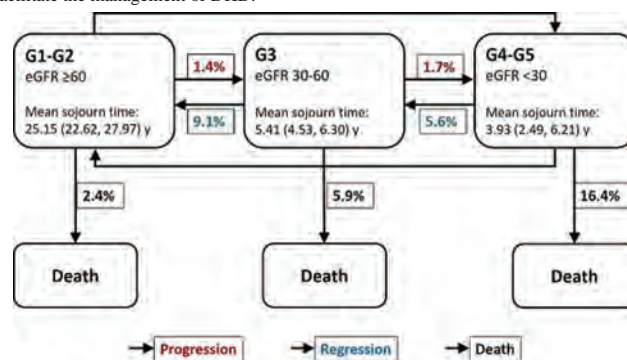 G1-G2
eGFR ≥60
Mean sojourn time:
25.15 (22.62, 27.97) y
1.4%
9.1%
G3
eGFR 30-60
Mean sojourn time:
5.41 (4.53, 6.30) y
1.7%
5.6%
G4-G5
eGFR <30
Mean sojourn time:
3.93 (2.49, 6.21) y
2.4%
5.9%
16.4%
Death
Death
Death
Progression
Regression
Death